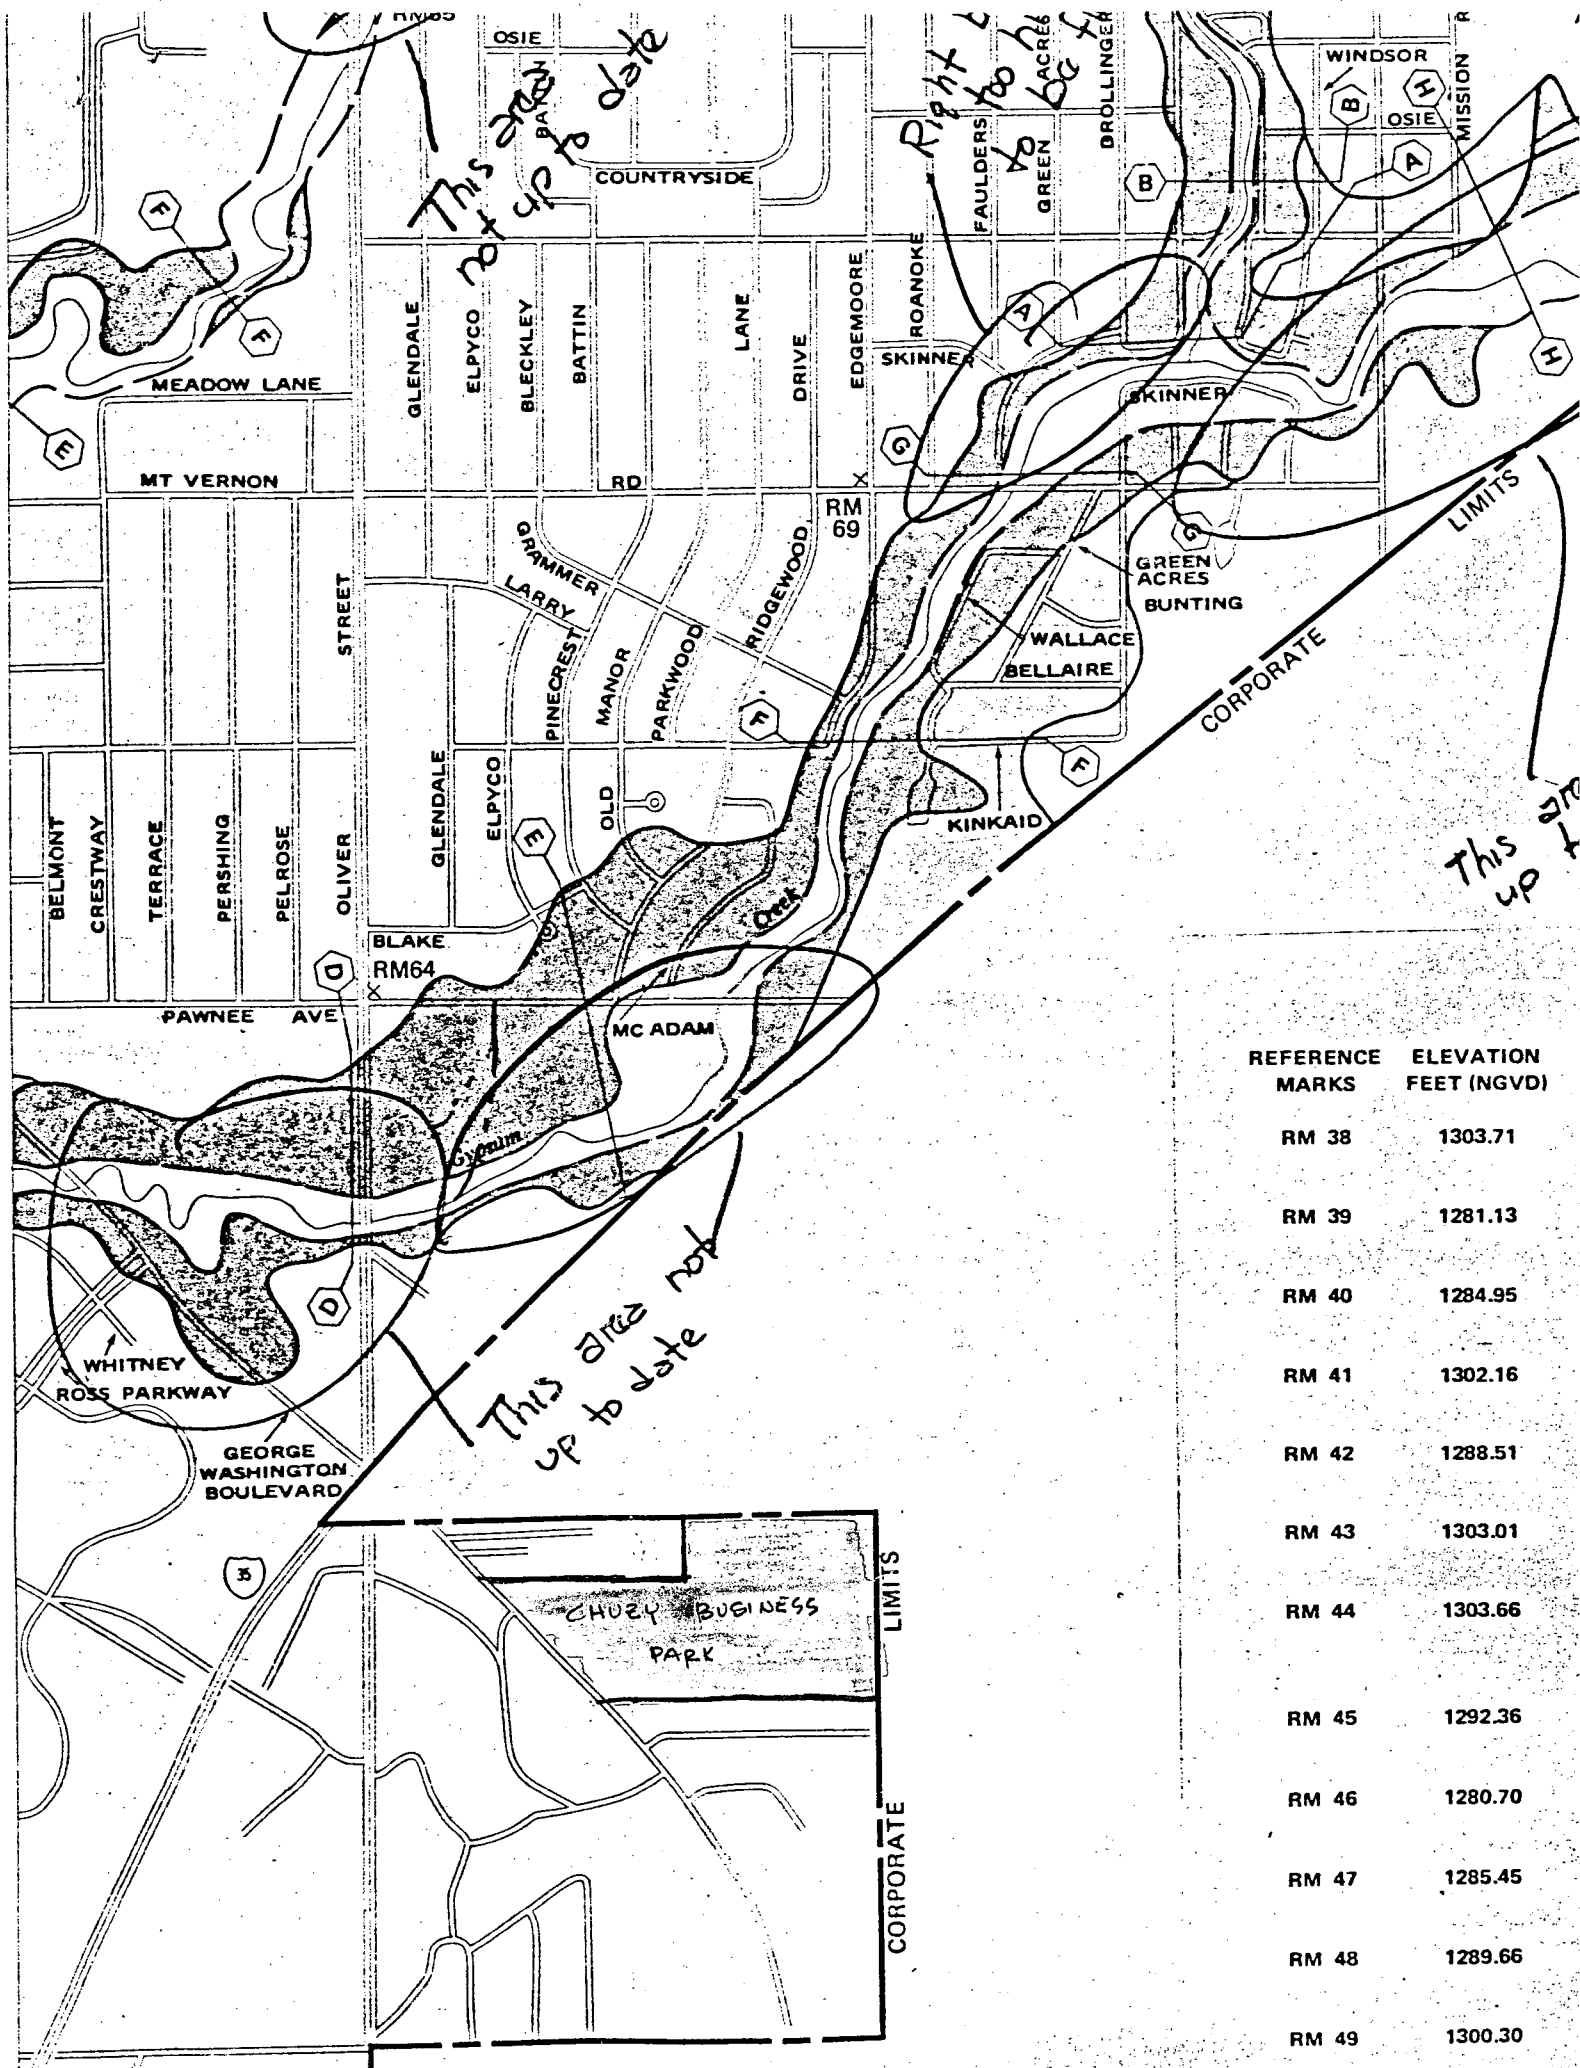 RM65
OSIE
BATTIN
This area
not up to date
Right
too
to be
FAULDERS
GREEN
ACRES
BROLLINGER
WINDSOR
MISSION
OSIE
H
B
A
B
F
F
COUNTRYSIDE
GLENDALE
ELPYCO
BLECKLEY
BATTIN
LANE
DRIVE
EDGEMOORE
ROANOKE
A
SKINNER
SKINNER
H
MEADOW LANE
E
G
MT VERNON
RD
RM
69
LIMITS
G
STREET
GRAMMER
LARRY
PINECREST
MANOR
PARKWOOD
RIDGEWOOD
GREEN
ACRES
BUNTING
WALLACE
BELLAIRE
CORPORATE
F
F
KINKAID
This
up
BELMONT
CRESTWAY
TERRACE
PERSHING
PELROSE
OLIVER
GLENDALE
ELPYCO
E
OLD
Creek
BLAKE
RM64
D
PAWNEE AVE
MC ADAM
Gypsum
D
This area not
up to date
WHITNEY
ROSS PARKWAY
GEORGE
WASHINGTON
BOULEVARD
35
CHUZY BUSINESS
PARK
LIMITS
CORPORATE
REFERENCE MARKS ELEVATION FEET (NGVD)
RM 38 1303.71
RM 39 1281.13
RM 40 1284.95
RM 41 1302.16
RM 42 1288.51
RM 43 1303.01
RM 44 1303.66
RM 45 1292.36
RM 46 1280.70
RM 47 1285.45
RM 48 1289.66
RM 49 1300.30